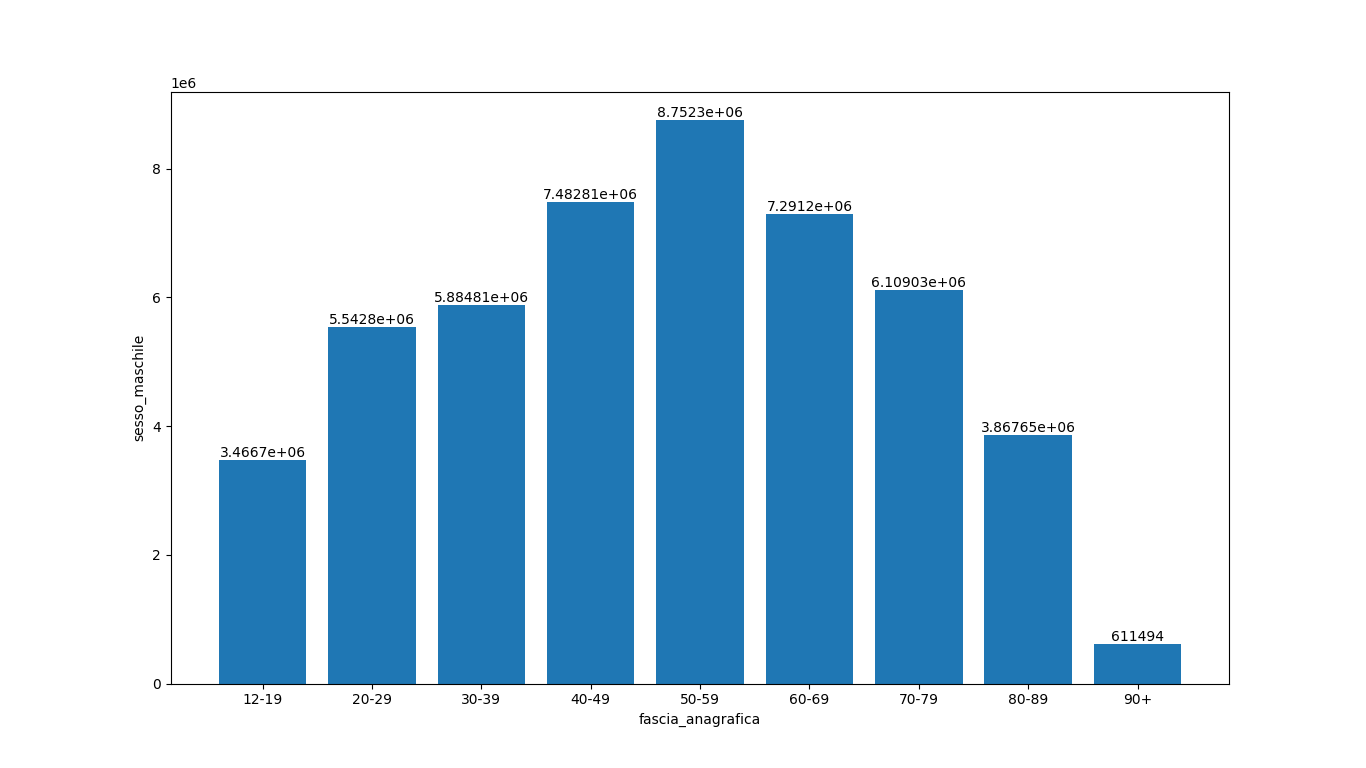 1e6
8.7523e+06
8
7.48281e+06
7.2912e+06
6.10903e+06
6
5.88481e+06
5.5428e+06
sesso_maschile
4
3.86765e+06
3.4667e+06
2
611494
0
12-19 20-29 30-39 40-49 50-59 60-69 70-79 80-89 90+
fascia_anagrafica